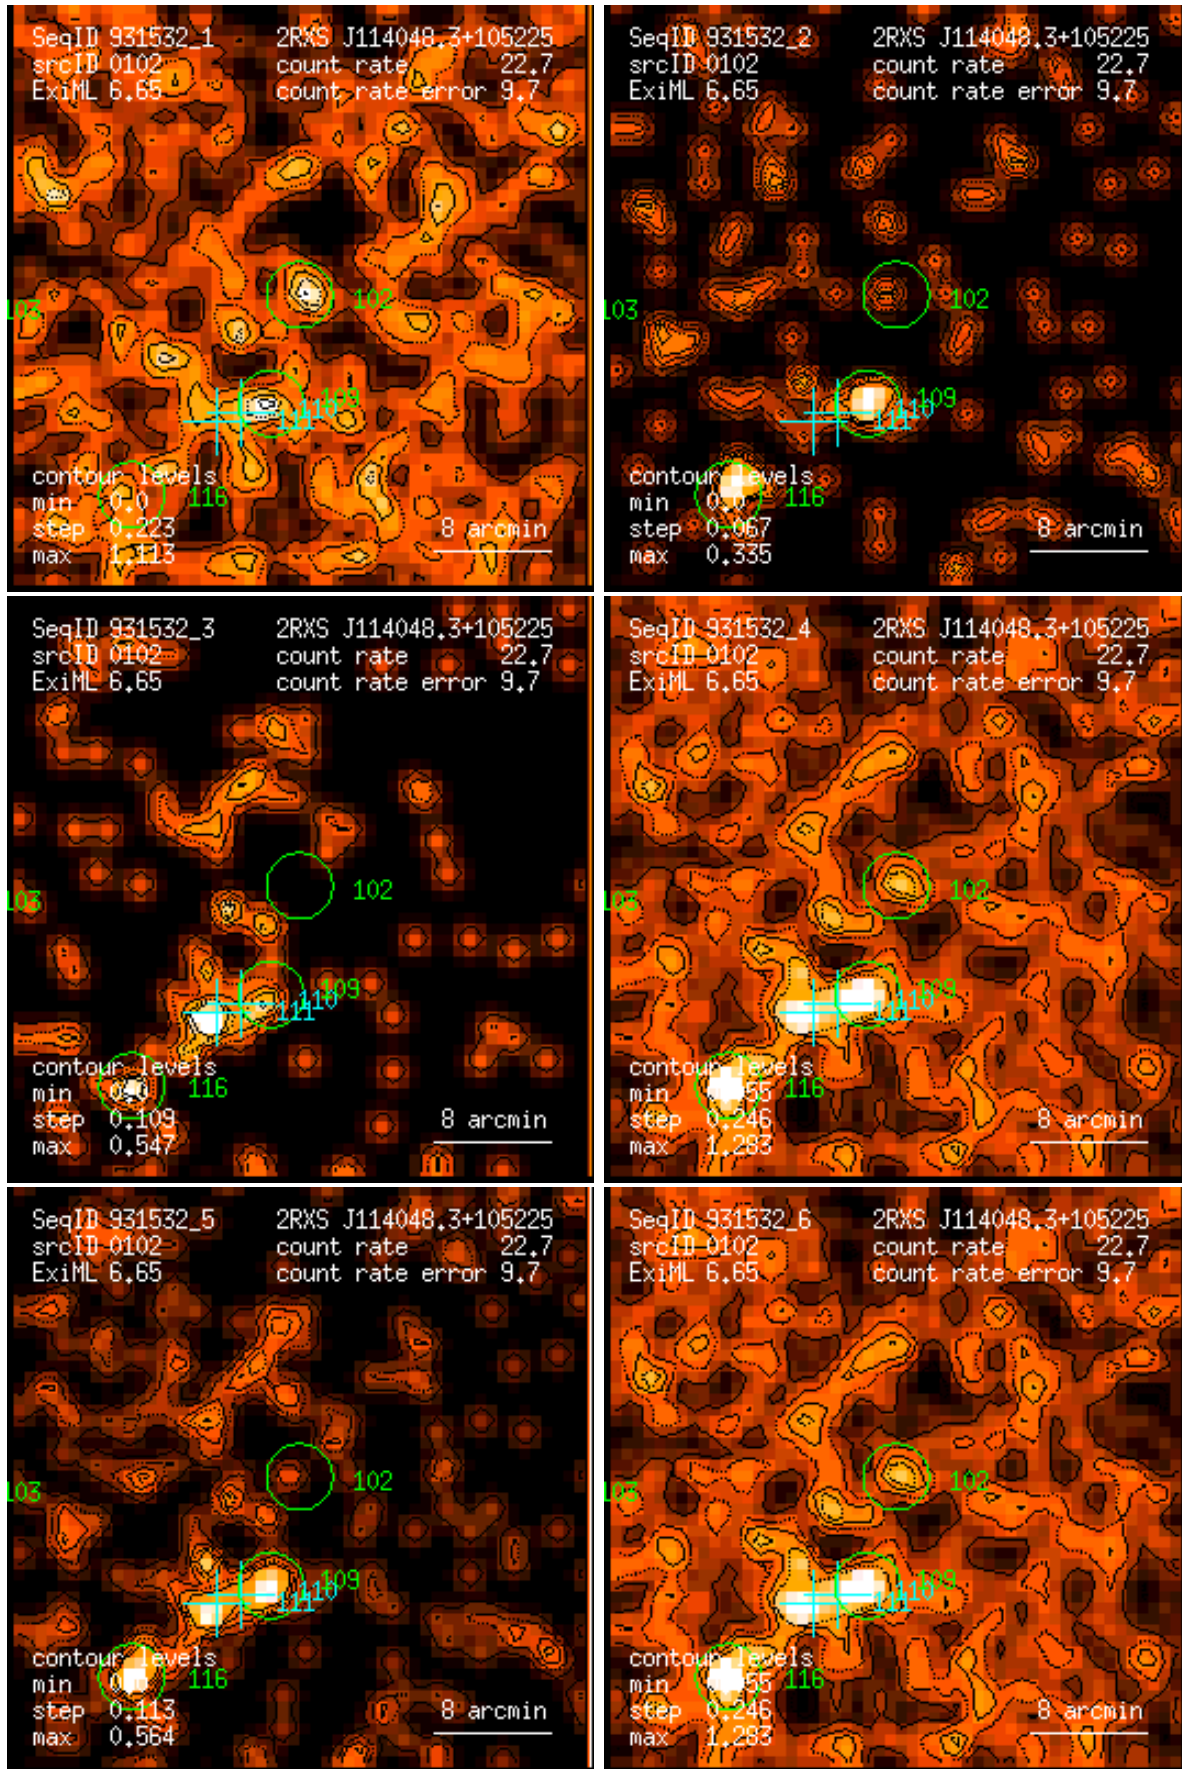 SeqID 931532_1 2RXS J114048.3+105225
srcID 0102 count rate 22.7
ExiML 6.65 count rate error 9.7
103
102
109
110
111
116
contour levels
min 0.0
step 0.223
max 1.113
8 arcmin
SeqID 931532_2 2RXS J114048.3+105225
srcID 0102 count rate 22.7
ExiML 6.65 count rate error 9.7
103
102
109
110
111
116
contour levels
min 0.0
step 0.067
max 0.335
8 arcmin
SeqID 931532_3 2RXS J114048.3+105225
srcID 0102 count rate 22.7
ExiML 6.65 count rate error 9.7
103
102
109
110
111
116
contour levels
min
step 0.109
max 0.547
8 arcmin
SeqID 931532_4 2RXS J114048.3+105225
srcID 0102 count rate 22.7
ExiML 6.65 count rate error 9.7
103
102
109
110
111
116
contour levels
min
step 0.246
max 1.283
8 arcmin
SeqID 931532_5 2RXS J114048.3+105225
srcID 0102 count rate 22.7
ExiML 6.65 count rate error 9.7
103
102
109
110
111
116
contour levels
min
step 0.113
max 0.564
8 arcmin
SeqID 931532_6 2RXS J114048.3+105225
srcID 0102 count rate 22.7
ExiML 6.65 count rate error 9.7
103
102
109
110
111
116
contour levels
min
step 0.246
max 1.283
8 arcmin